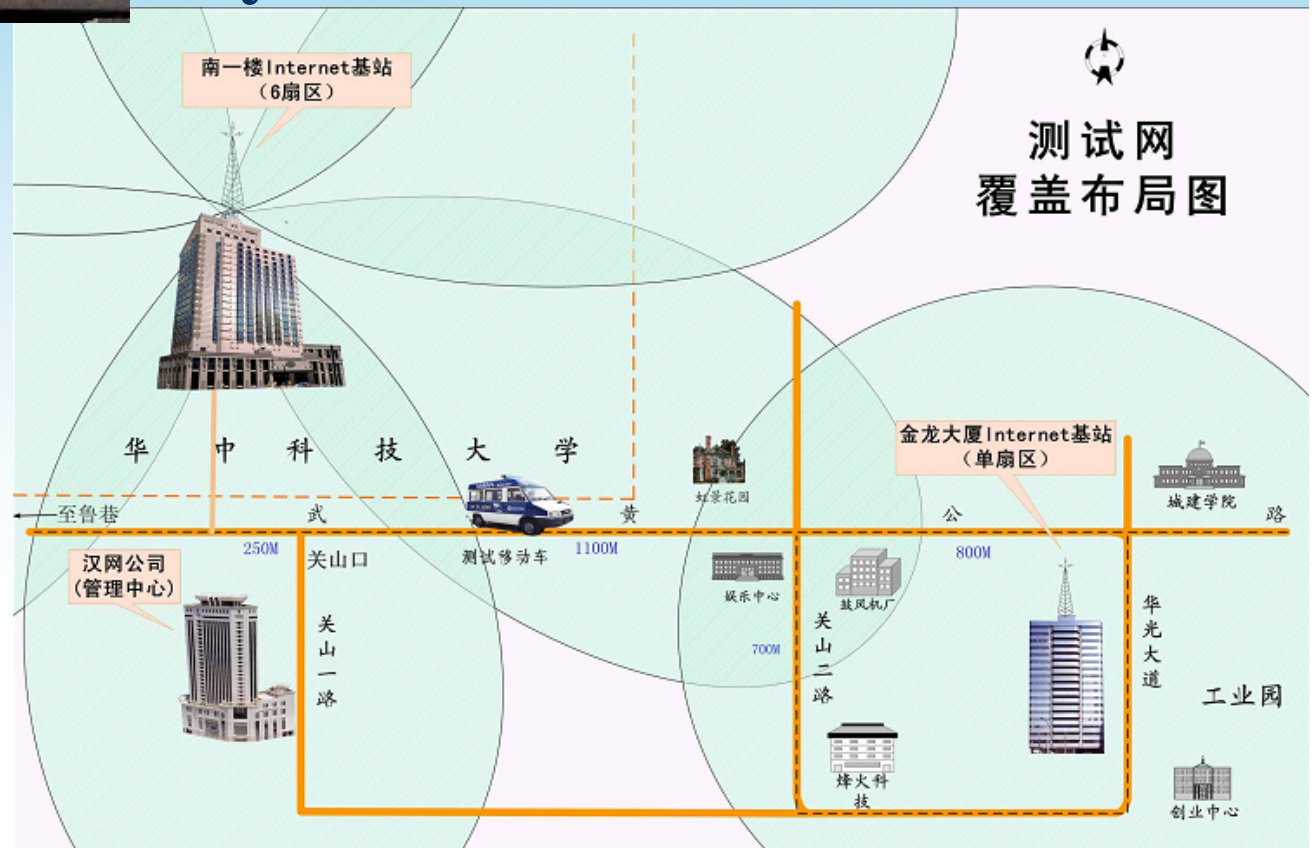 南一楼Internet基站
(6扇区)
测试网
覆盖布局图
华中科技大学
金龙大厦Internet基站
(单扇区)
虹景花园
城建学院
至鲁巷
武黄公路
250M
1100M
800M
汉网公司
(管理中心)
关山口
测试移动车
娱乐中心
鼓风机厂
关山一路
700M
关山二路
华光大道
工业园
烽火科
技
创业中心